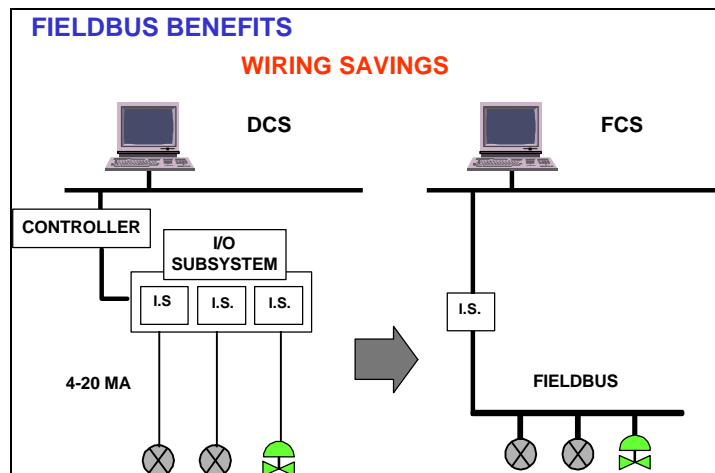 FIELDBUS BENEFITS
WIRING SAVINGS
DCS
FCS
CONTROLLER
I/O
SUBSYSTEM
I.S
I.S.
I.S.
I.S.
4-20 MA
FIELDBUS